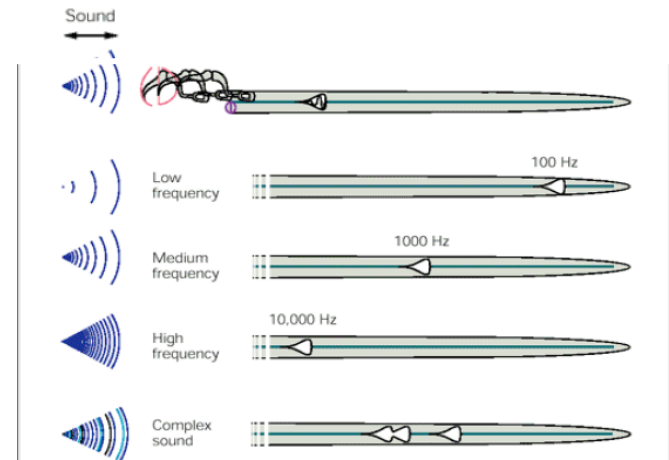 Sound
100 Hz
Low
frequency
1000 Hz
Medium
frequency
10,000 Hz
High
frequency
Complex
sound